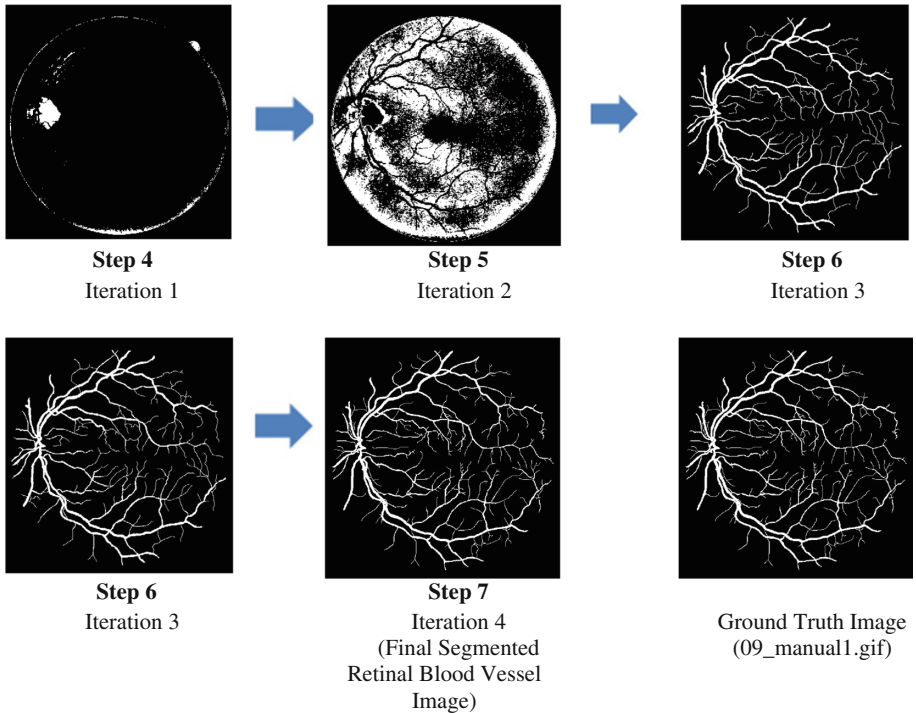 Step 4
Iteration 1
Step 5
Iteration 2
Step 6
Iteration 3
Step 6
Iteration 3
Step 7
Iteration 4
(Final Segmented
Retinal Blood Vessel
Image)
Ground Truth Image
(09_manual1.gif)